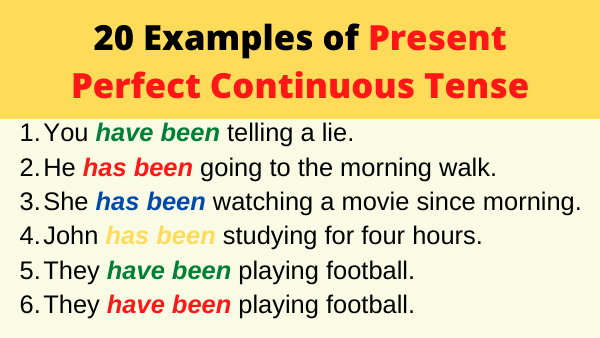 20 Examples of Present
Perfect Continuous Tense
1. You have been telling a lie.
2. He has been going to the morning walk.
3. She has been watching a movie since morning.
4. John has been studying for four hours.
5. They have been playing football.
6. They have been playing football.